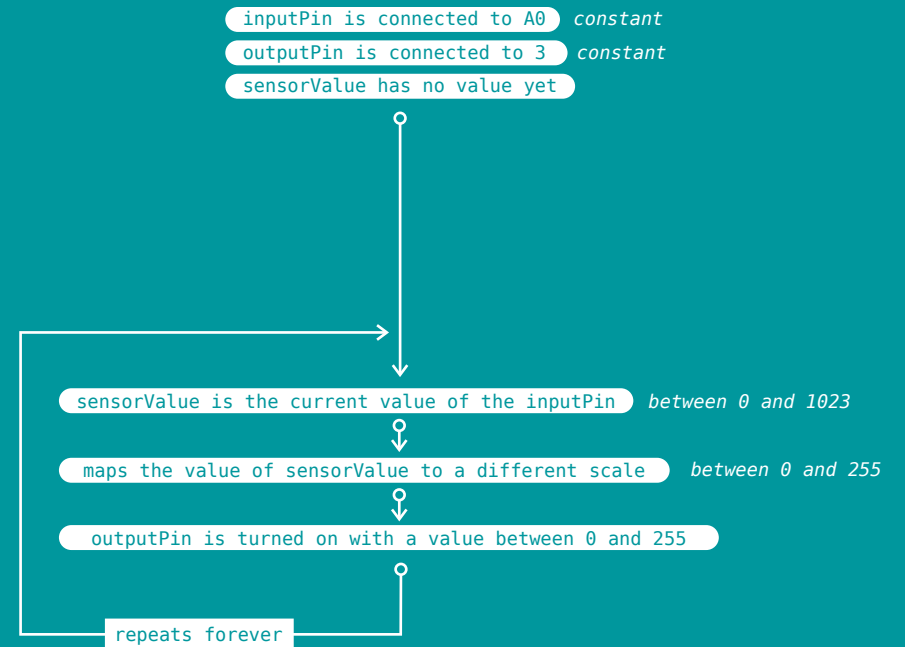 inputPin is connected to A0 constant
outputPin is connected to 3 constant
sensorValue has no value yet
sensorValue is the current value of the inputPin between 0 and 1023
maps the value of sensorValue to a different scale between 0 and 255
outputPin is turned on with a value between 0 and 255
repeats forever